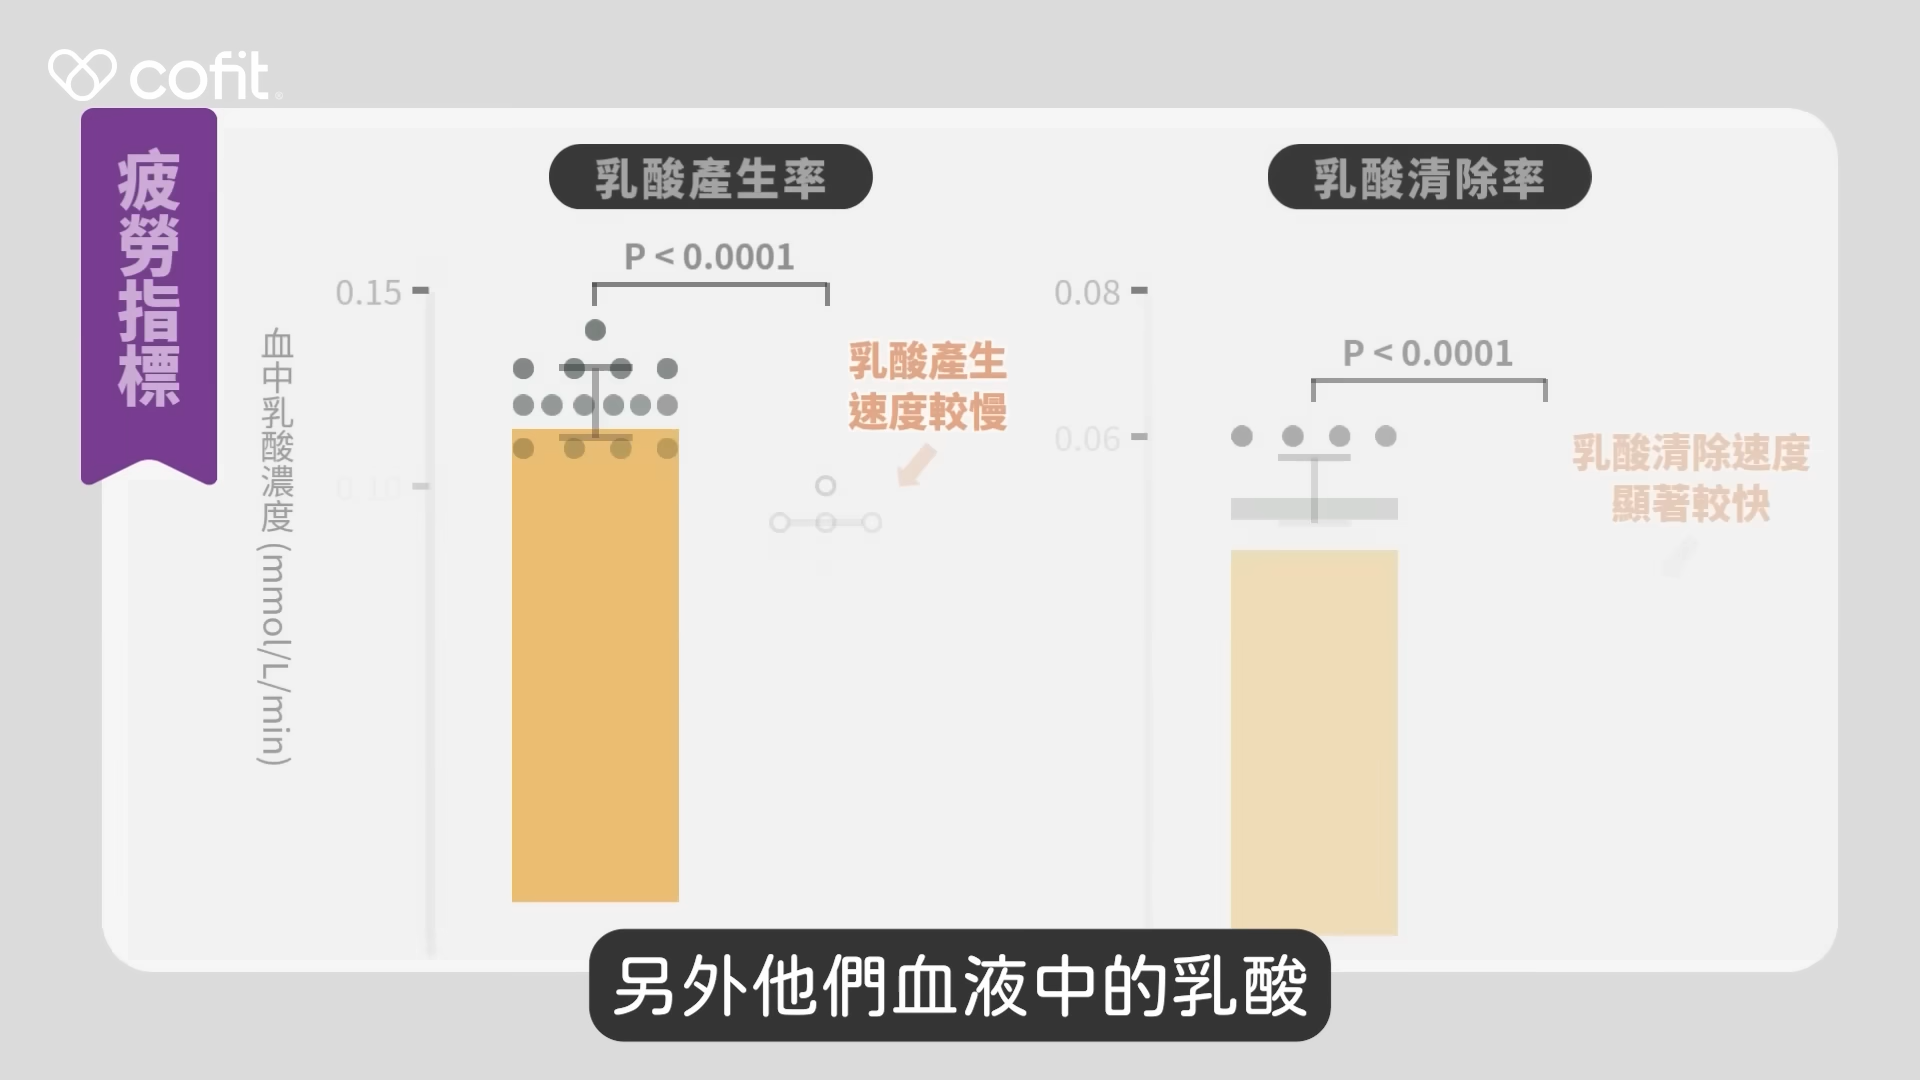 cofit
疲勞指標
乳酸產生率
P < 0.0001
0.15
0.10
血中乳酸濃度 (mmol/L/min)
乳酸產生
速度較慢
乳酸清除率
0.08
P < 0.0001
0.06
乳酸清除速度
顯著較快
另外他們血液中的乳酸